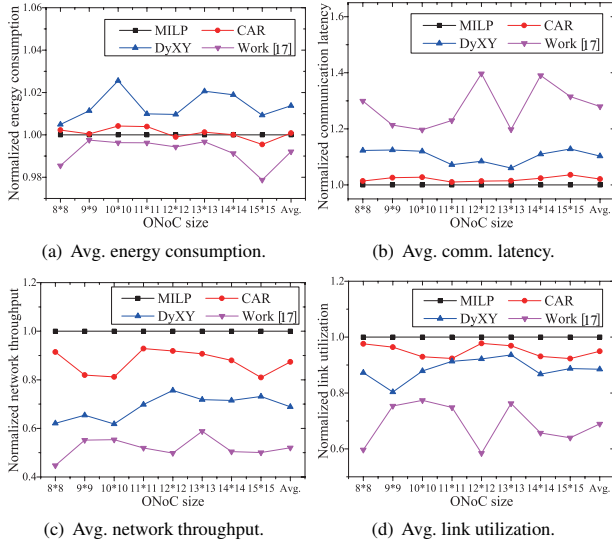 1.06
1.04
1.02
1.00
0.98
Normalized energy consumption
MILP CAR
DyXY Work [17]
8*8 9*9 10*10 11*11 12*12 13*13 14*14 15*15 Avg.
ONoC size
(a) Avg. energy consumption.
1.6
1.4
1.2
1.0
Normalized communication latency
MILP CAR
DyXY Work [17]
8*8 9*9 10*10 11*11 12*12 13*13 14*14 15*15 Avg.
ONoC size
(b) Avg. comm. latency.
1.2
1.0
0.8
0.6
0.4
Normalized network throughput
MILP CAR
DyXY Work [17]
8*8 9*9 10*10 11*11 12*12 13*13 14*14 15*15 Avg.
ONoC size
(c) Avg. network throughput.
1.2
1.0
0.8
0.6
Normalized link utilization
MILP CAR
DyXY Work [17]
8*8 9*9 10*10 11*11 12*12 13*13 14*14 15*15 Avg.
ONoC size
(d) Avg. link utilization.